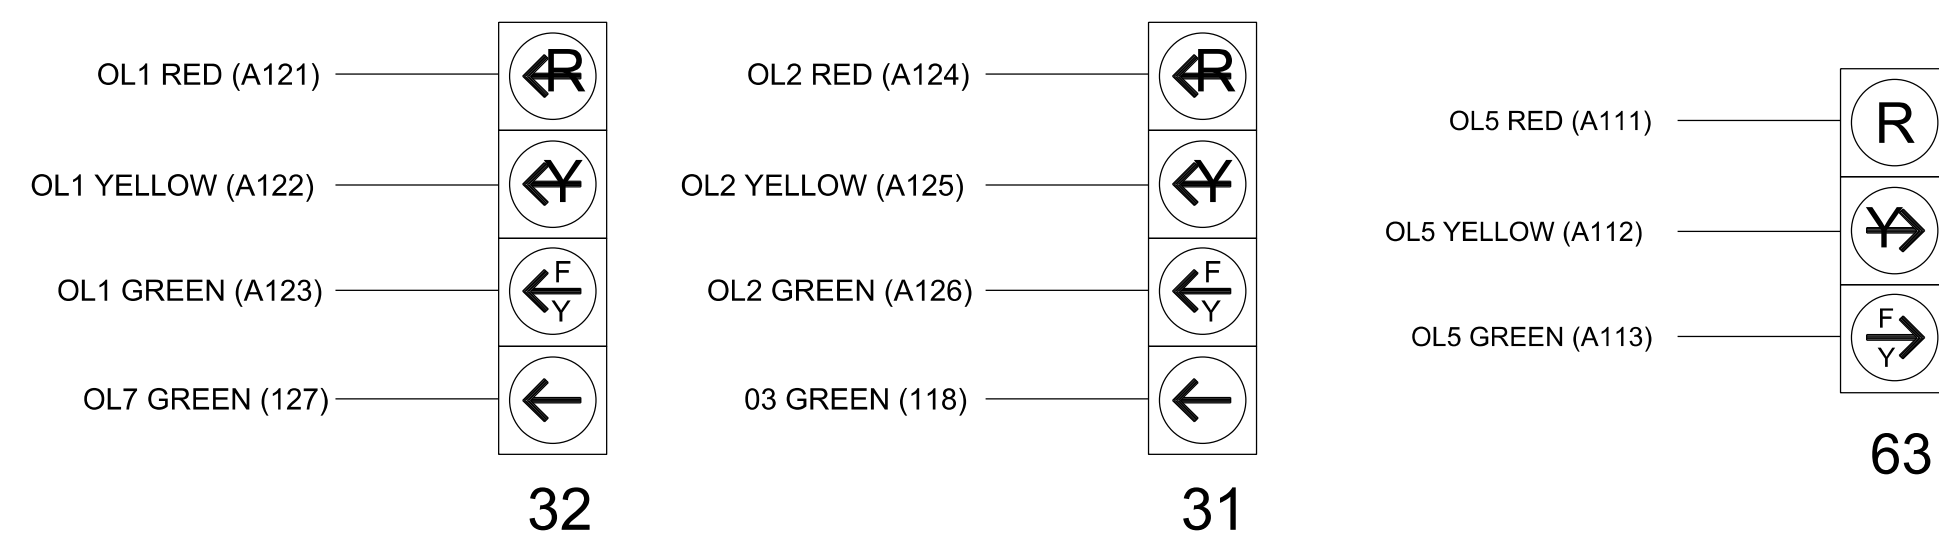 OL1 RED (A121)
R
OL1 YELLOW (A122)
Y
OL1 GREEN (A123)
F
Y
OL7 GREEN (127)
32
OL2 RED (A124)
R
OL2 YELLOW (A125)
Y
OL2 GREEN (A126)
F
Y
03 GREEN (118)
31
OL5 RED (A111)
R
OL5 YELLOW (A112)
Y
OL5 GREEN (A113)
F
Y
63